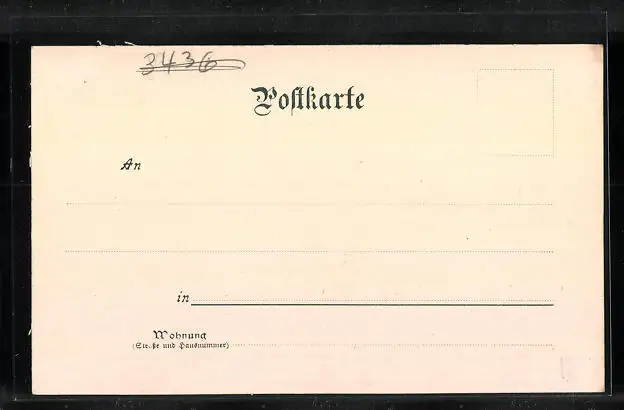 3436
Postkarte
An
in
Wohnung
(Straße und Hausnummer)